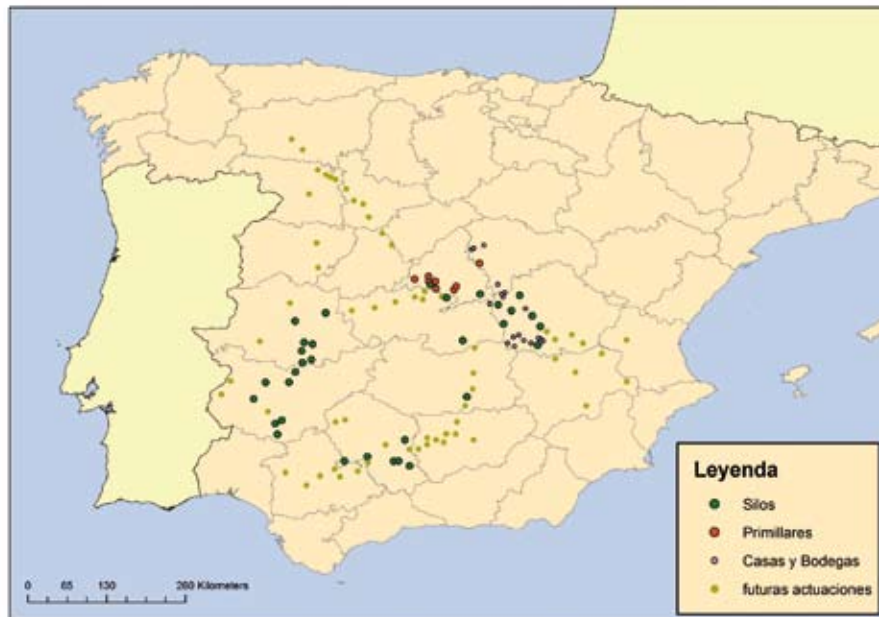 Leyenda
Silos
Primillares
Casas y Bodegas
futuras actuaciones
0 65 130 260 Kilometers